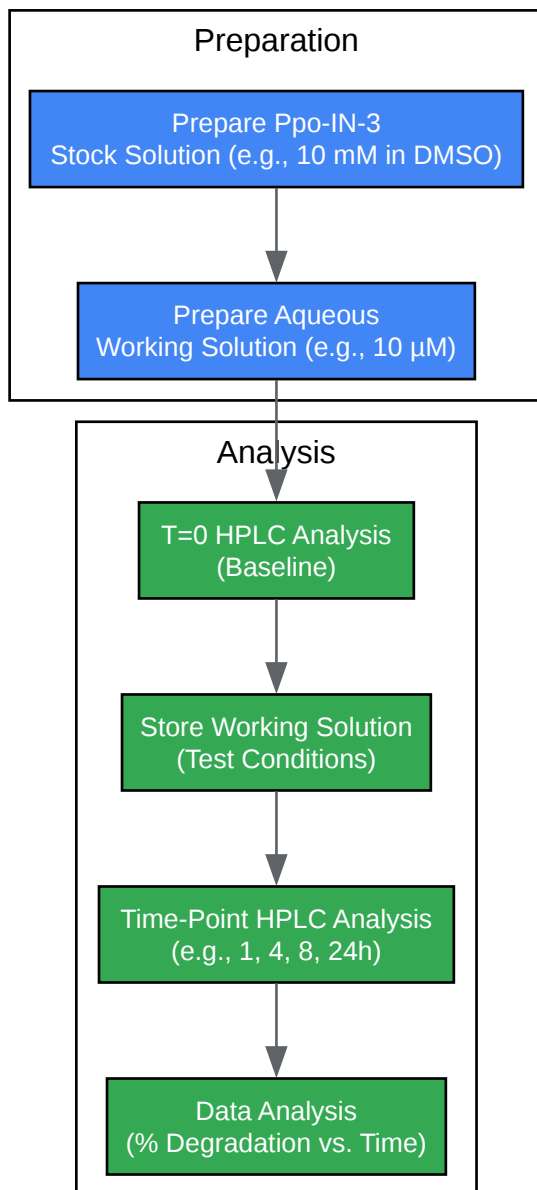 Preparation
Prepare Ppo-IN-3
Stock Solution (e.g., 10 mM in DMSO)
Prepare Aqueous
Working Solution (e.g., 10 µM)
Analysis
T=0 HPLC Analysis
(Baseline)
Store Working Solution
(Test Conditions)
Time-Point HPLC Analysis
(e.g., 1, 4, 8, 24h)
Data Analysis
(% Degradation vs. Time)